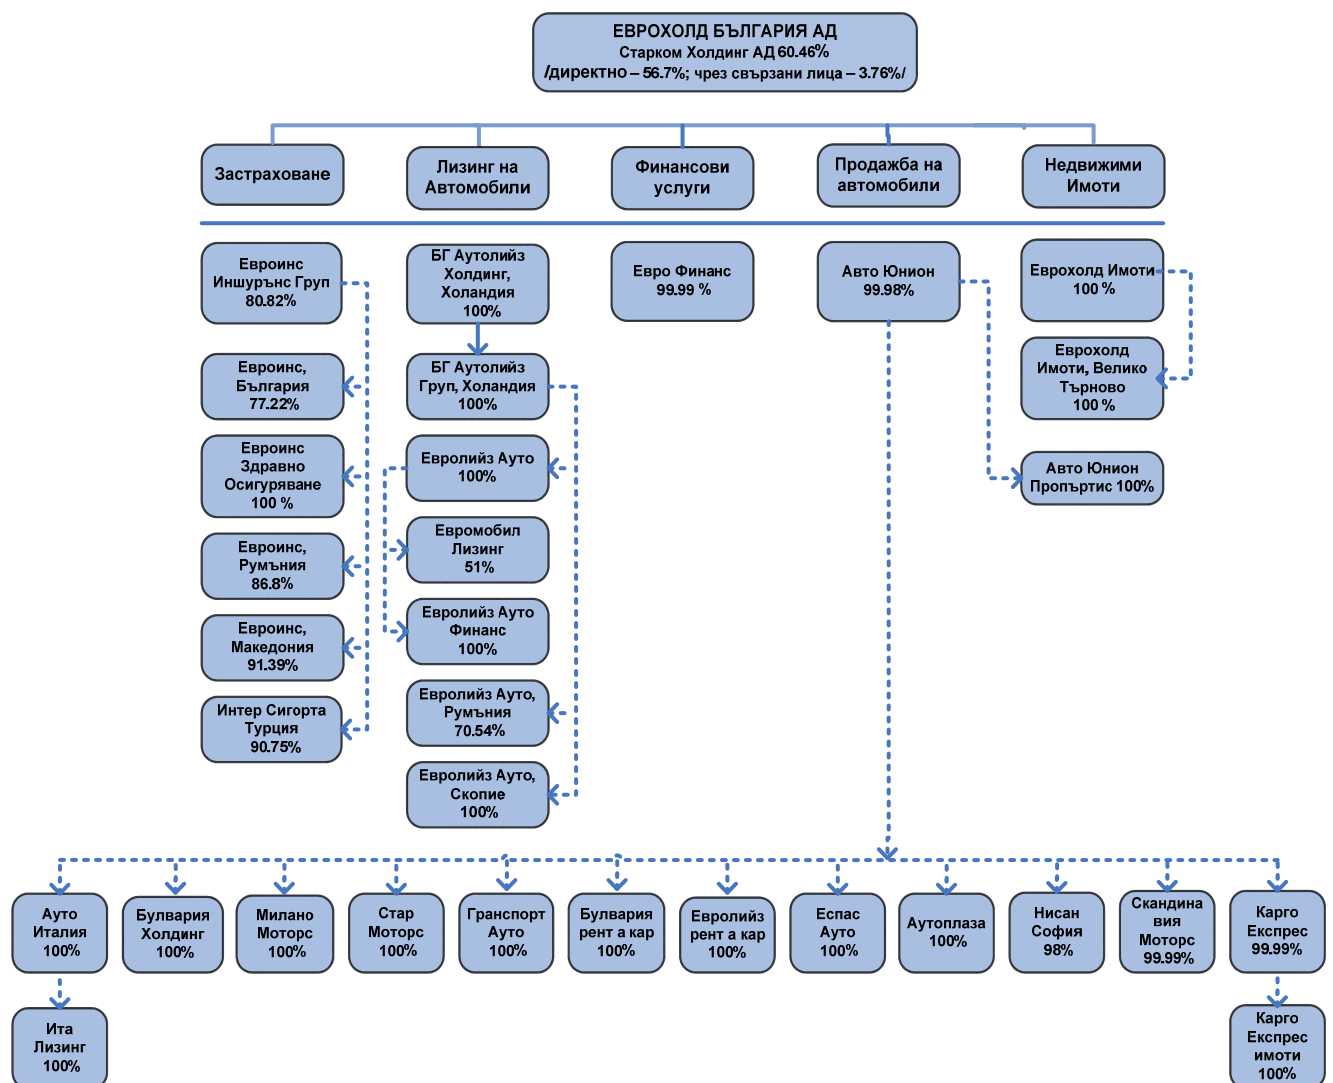 ЕВРОХОЛД БЪЛГАРИЯ АД
Старком Холдинг АД 60.46%
/директно – 56.7%; чрез свързани лица – 3.76%/
Застраховане
Лизинг на
Автомобили
Финансови
услуги
Продажба на
автомобили
Недвижими
Имоти
Евроинс
Иншурънс Груп
80.82%
БГ Аутолийз
Холдинг,
Холандия
100%
Евро Финанс
99.99 %
Авто Юнион
99.98%
Еврохолд Имоти
100 %
Евроинс,
България
77.22%
БГ Аутолийз
Груп, Холандия
100%
Еврохолд
Имоти, Велико
Търново
100 %
Евроинс
Здравно
Осигуряване
100 %
Евролийз Ауто
100%
Авто Юнион
Пропъртис 100%
Евроинс,
Румъния
86.8%
Евромобил
Лизинг
51%
Евроинс,
Македония
91.39%
Евролийз Ауто
Финанс
100%
Интер Сигорта
Турция
90.75%
Евролийз Ауто,
Румъния
70.54%
Евролийз Ауто,
Скопие
100%
Ауто
Италия
100%
Булвария
Холдинг
100%
Милано
Моторс
100%
Стар
Моторс
100%
Гранспорт
Ауто
100%
Булвария
рент а кар
100%
Евролийз
рент а кар
100%
Еспас
Ауто
100%
Аутоплаза
100%
Нисан
София
98%
Скандина
вия
Моторс
99.99%
Карго
Експрес
99.99%
Ита
Лизинг
100%
Карго
Експрес
имоти
100%